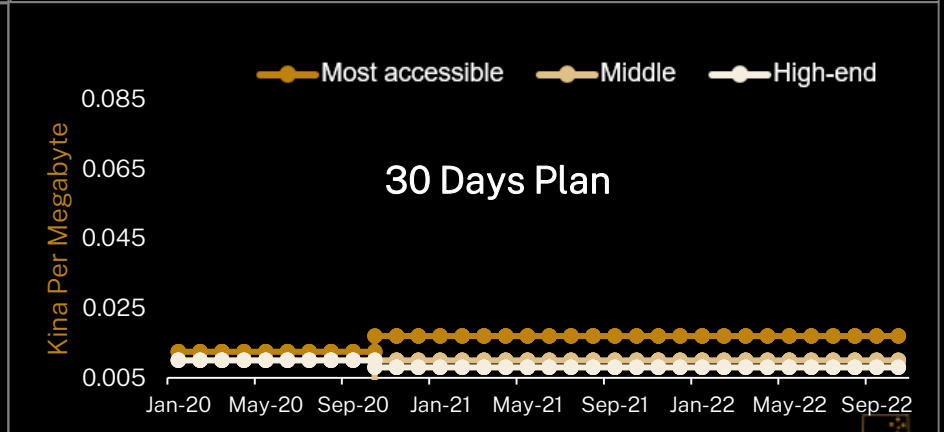 Most accessible Middle High-end
0.085
0.065
0.045
0.025
0.005
Kina Per Megabyte
30 Days Plan
Jan-20 May-20 Sep-20 Jan-21 May-21 Sep-21 Jan-22 May-22 Sep-22